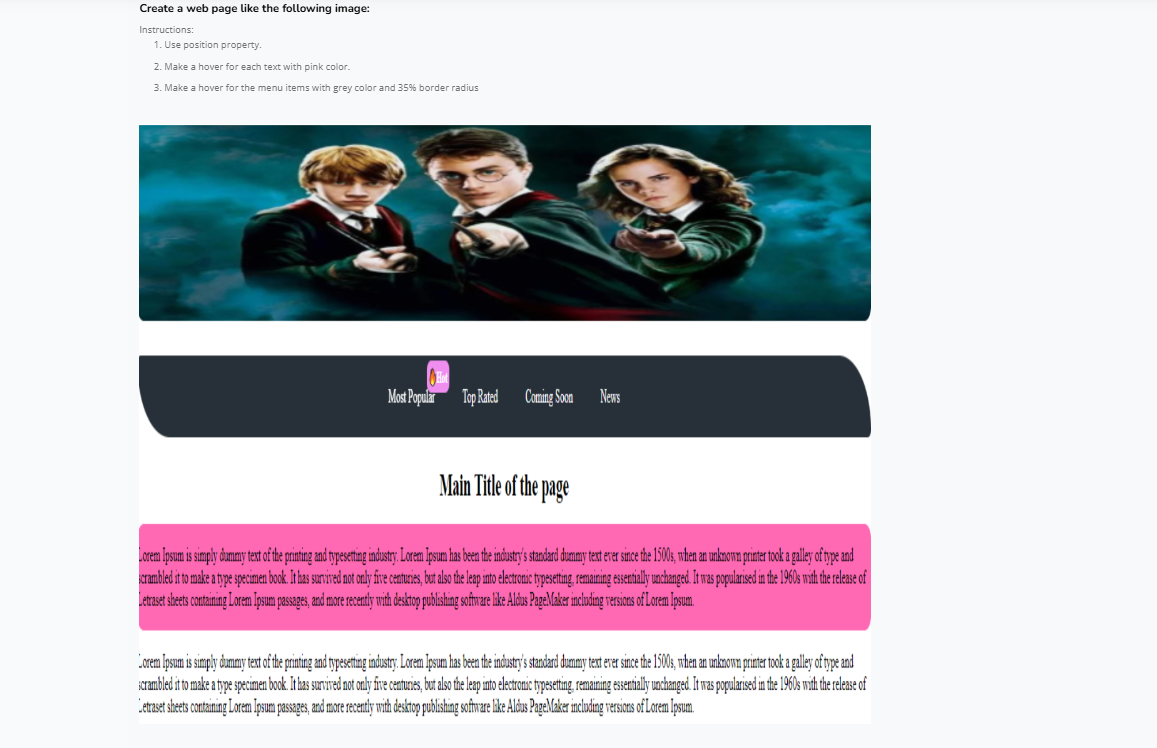 Create a web page like the following image:
Instructions:
1. Use position property.
2. Make a hover for each text with pink color.
3. Make a hover for the menu items with grey color and 35% border radius
Hot
Most Popular Top Rated Coming Soon News
Main Title of the page
Lorem Ipsum is simply dummy text of the printing and typesetting industry. Lorem Ipsum has been the industry's standard dummy text ever since the 1500s, when an unknown printer took a galley of type and
scrambled it to make a type specimen book. It has survived not only five centuries, but also the leap into electronic typesetting, remaining essentially unchanged. It was popularised in the 1960s with the release of
Letraset sheets containing Lorem Ipsum passages, and more recently with desktop publishing software like Aldus PageMaker including versions of Lorem Ipsum.
Lorem Ipsum is simply dummy text of the printing and typesetting industry. Lorem Ipsum has been the industry's standard dummy text ever since the 1500s, when an unknown printer took a galley of type and
scrambled it to make a type specimen book. It has survived not only five centuries, but also the leap into electronic typesetting, remaining essentially unchanged. It was popularised in the 1960s with the release of
Letraset sheets containing Lorem Ipsum passages, and more recently with desktop publishing software like Aldus PageMaker including versions of Lorem Ipsum.